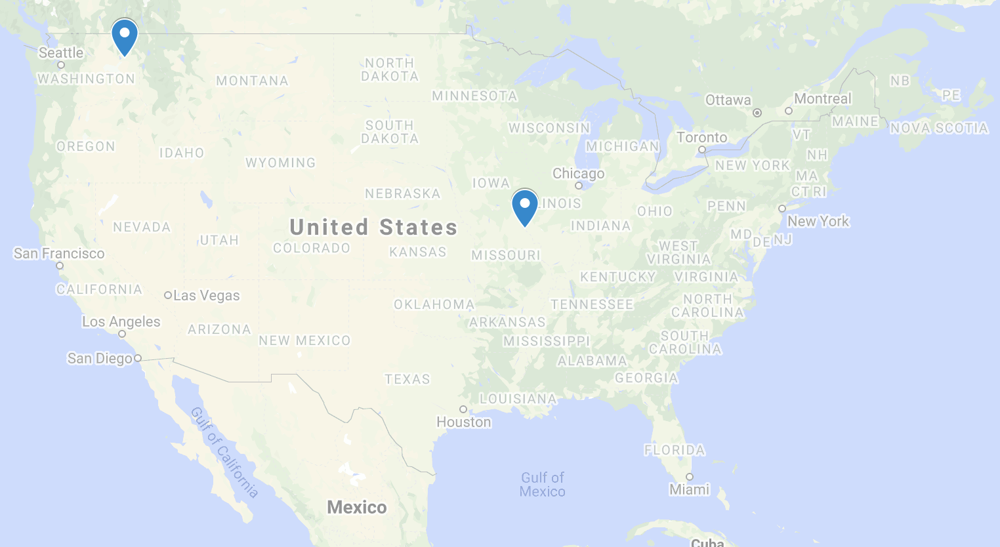 Seattle
WASHINGTON
MONTANA
NORTH
DAKOTA
MINNESOTA
Ottawa
Montreal
NB
PE
MAINE
NOVA SCOTIA
SOUTH
DAKOTA
WISCONSIN
MICHIGAN
Toronto
VT
NH
OREGON
IDAHO
WYOMING
NEW YORK
MA
CT
RI
IOWA
Chicago
NEBRASKA
LINOIS
OHIO
PENN
New York
NEVADA
UTAH
United States
COLORADO
KANSAS
MISSOURI
INDIANA
MD
DE
NJ
WEST
VIRGINIA
San Francisco
KENTUCKY
VIRGINIA
CALIFORNIA
Las Vegas
OKLAHOMA
TENNESSEE
NORTH
CAROLINA
Los Angeles
ARIZONA
NEW MEXICO
ARKANSAS
MISSISSIPPI
SOUTH
CAROLINA
San Diego
ALABAMA
GEORGIA
TEXAS
LOUISIANA
Houston
Gulf of California
FLORIDA
Gulf of
Mexico
Miami
Mexico
Cuba